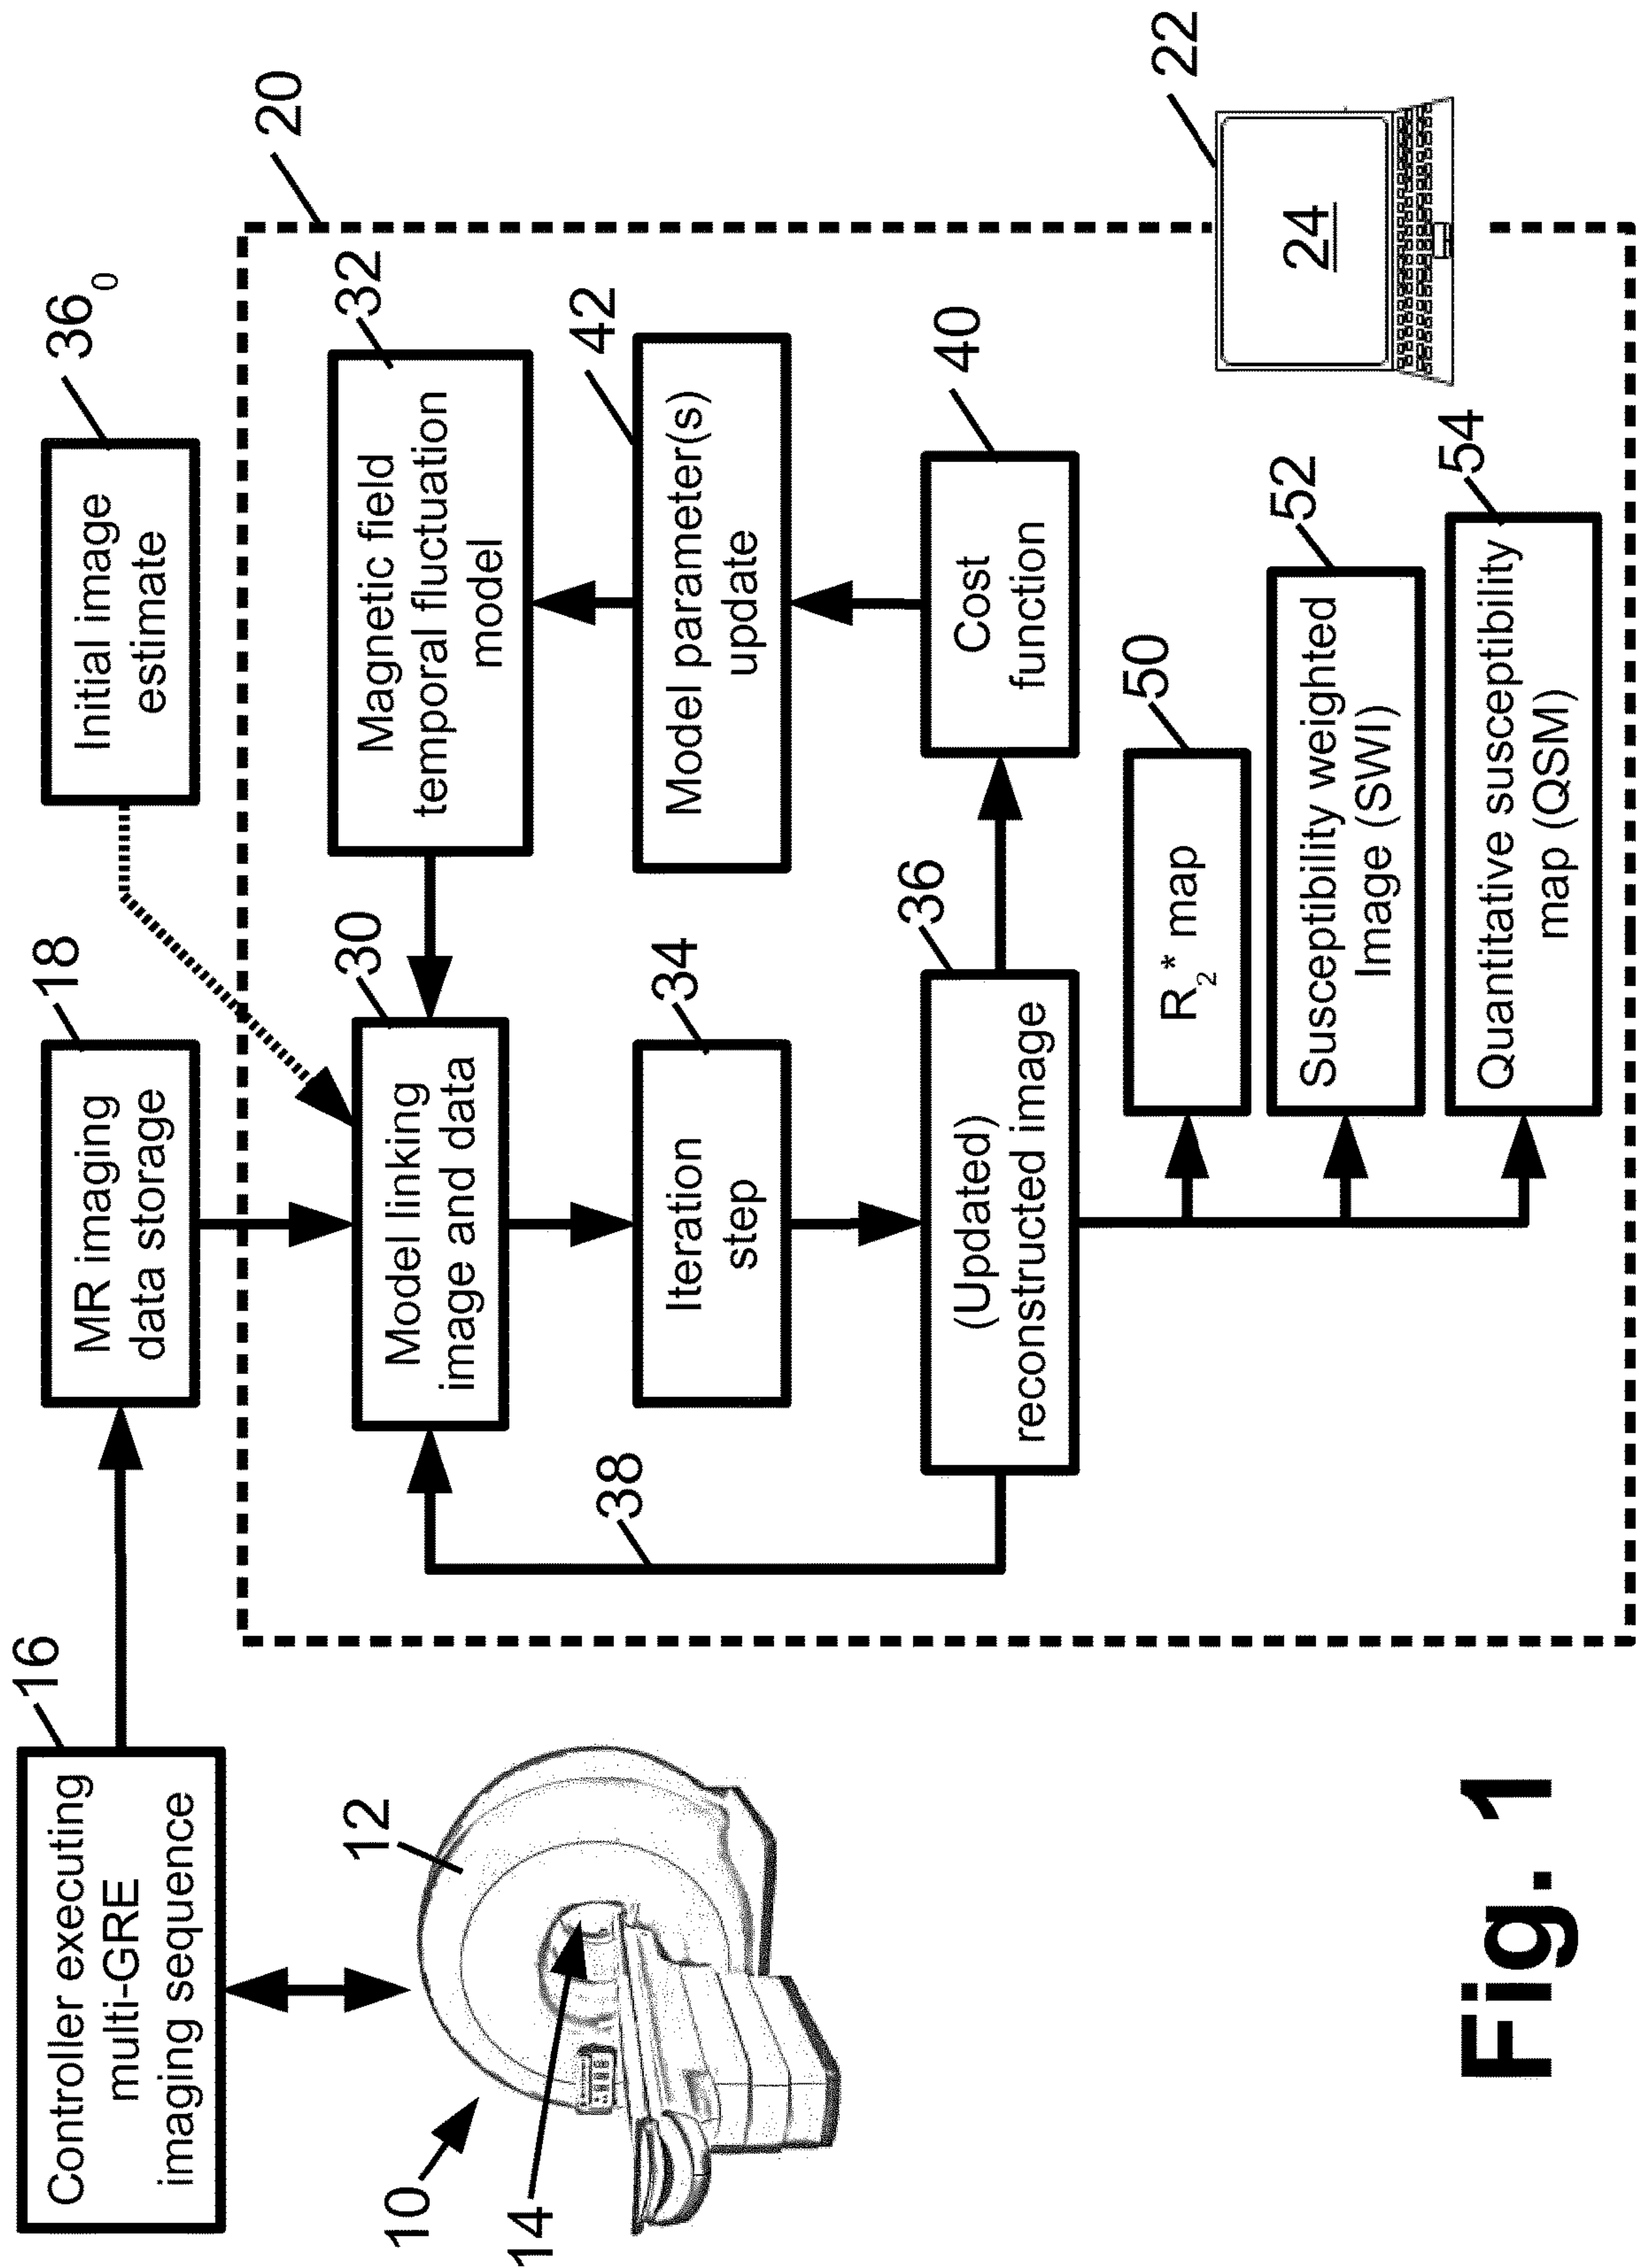 16
Controller executing
multi-GRE
imaging sequence
18
MR imaging
data storage
36₀
Initial image
estimate
10
12
14
20
30
Model linking
image and data
32
Magnetic field
temporal fluctuation
model
34
Iteration
step
42
Model parameter(s)
update
38
36
(Updated)
reconstructed image
40
Cost
function
50
R₂* map
52
Susceptibility weighted
Image (SWI)
54
Quantitative susceptibility
map (QSM)
22
24
Fig. 1